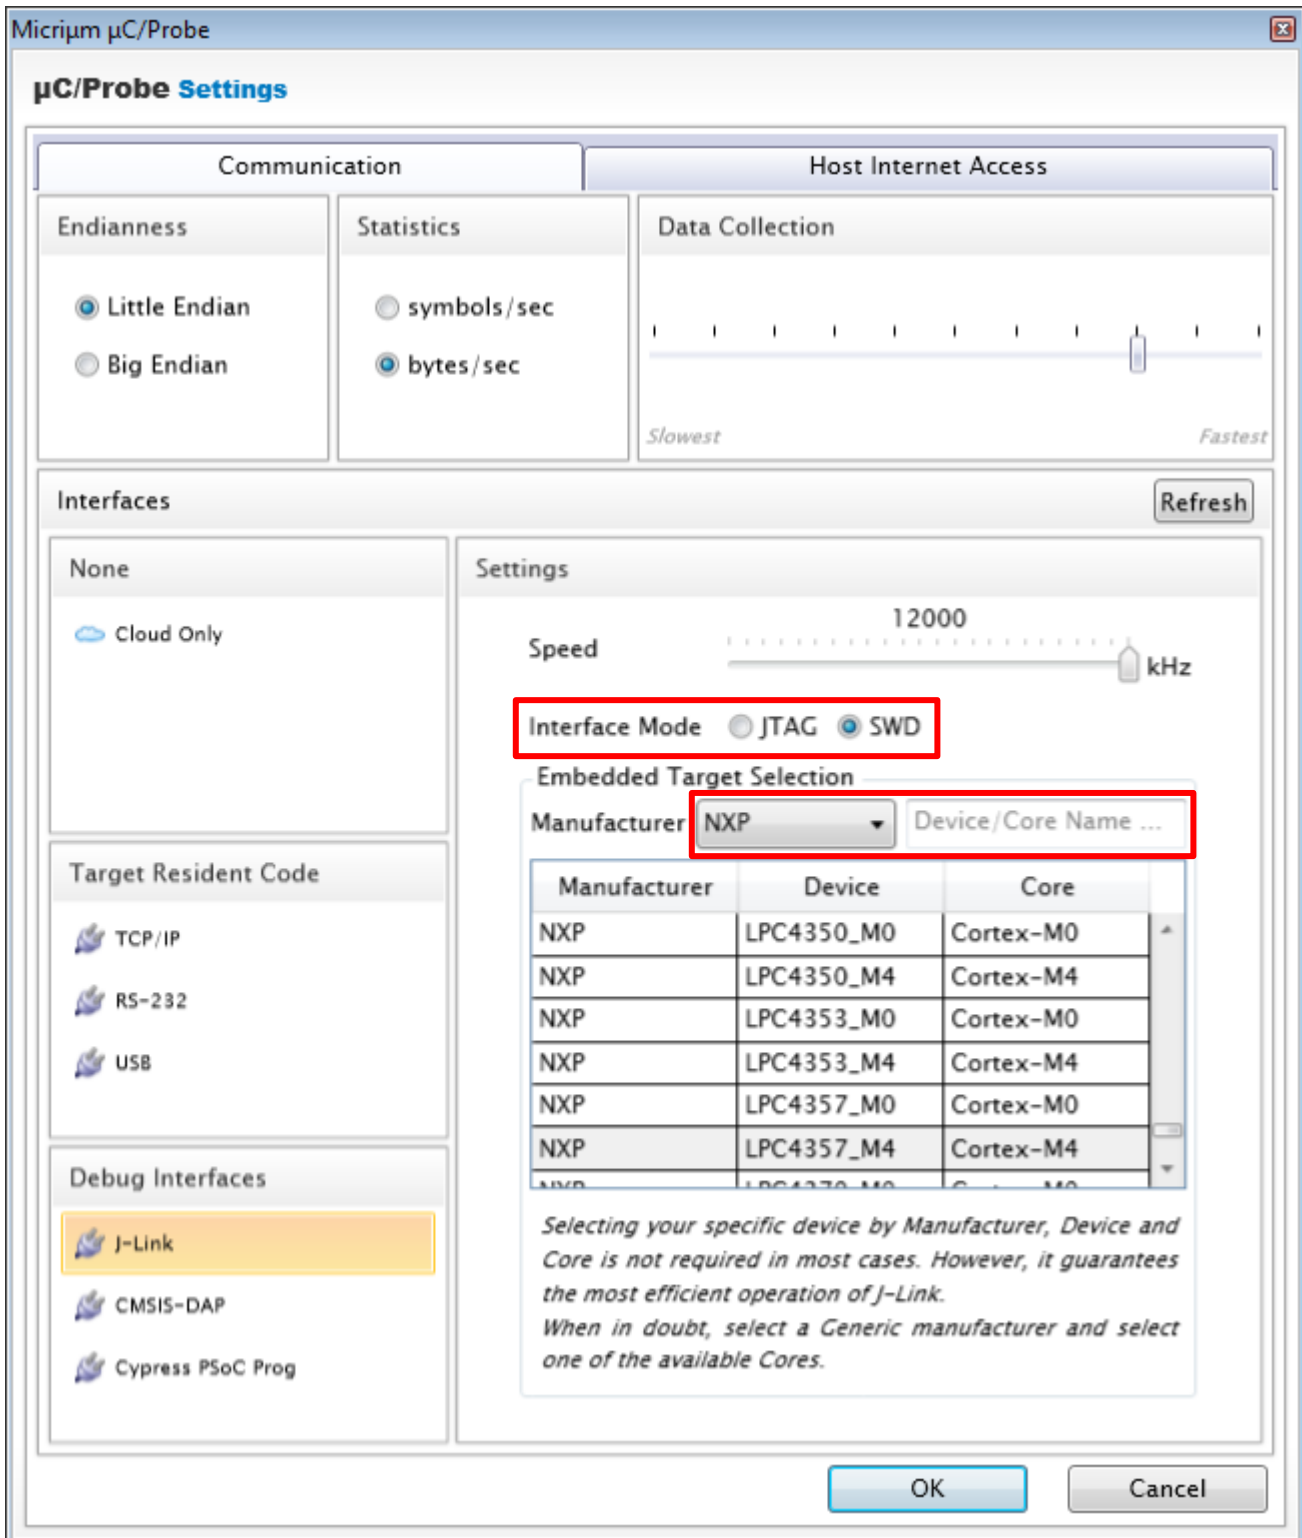 Micriµm µC/Probe
µC/Probe Settings
Communication
Host Internet Access
Endianness
Little Endian
Big Endian
Statistics
symbols/sec
bytes/sec
Data Collection
Slowest
Fastest
Interfaces
Refresh
None
Cloud Only
Target Resident Code
TCP/IP
RS-232
USB
Debug Interfaces
J-Link
CMSIS-DAP
Cypress PSoC Prog
Settings
12000
Speed
kHz
Interface Mode JTAG SWD
Embedded Target Selection
Manufacturer NXP Device/Core Name ...
Manufacturer Device Core
NXP LPC4350_M0 Cortex-M0
NXP LPC4350_M4 Cortex-M4
NXP LPC4353_M0 Cortex-M0
NXP LPC4353_M4 Cortex-M4
NXP LPC4357_M0 Cortex-M0
NXP LPC4357_M4 Cortex-M4
Selecting your specific device by Manufacturer, Device and
Core is not required in most cases. However, it guarantees
the most efficient operation of J-Link.
When in doubt, select a Generic manufacturer and select
one of the available Cores.
OK
Cancel